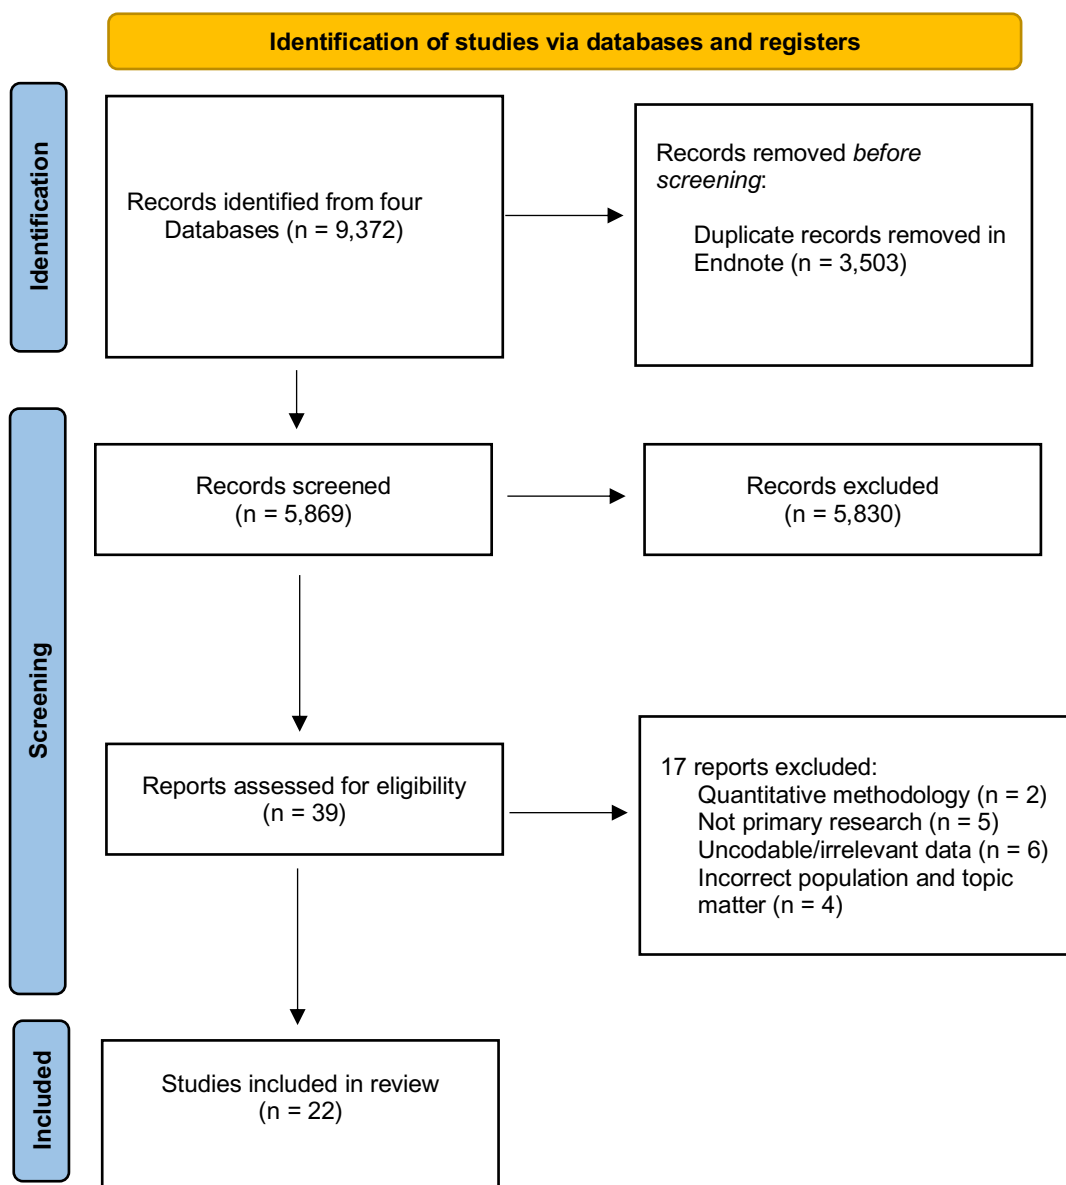 Identification of studies via databases and registers
Identification
Records identified from four
Databases (n = 9,372)
Records removed before
screening:
Duplicate records removed in
Endnote (n = 3,503)
Screening
Records screened
(n = 5,869)
Records excluded
(n = 5,830)
Reports assessed for eligibility
(n = 39)
17 reports excluded:
Quantitative methodology (n = 2)
Not primary research (n = 5)
Uncodable/irrelevant data (n = 6)
Incorrect population and topic
matter (n = 4)
Included
Studies included in review
(n = 22)